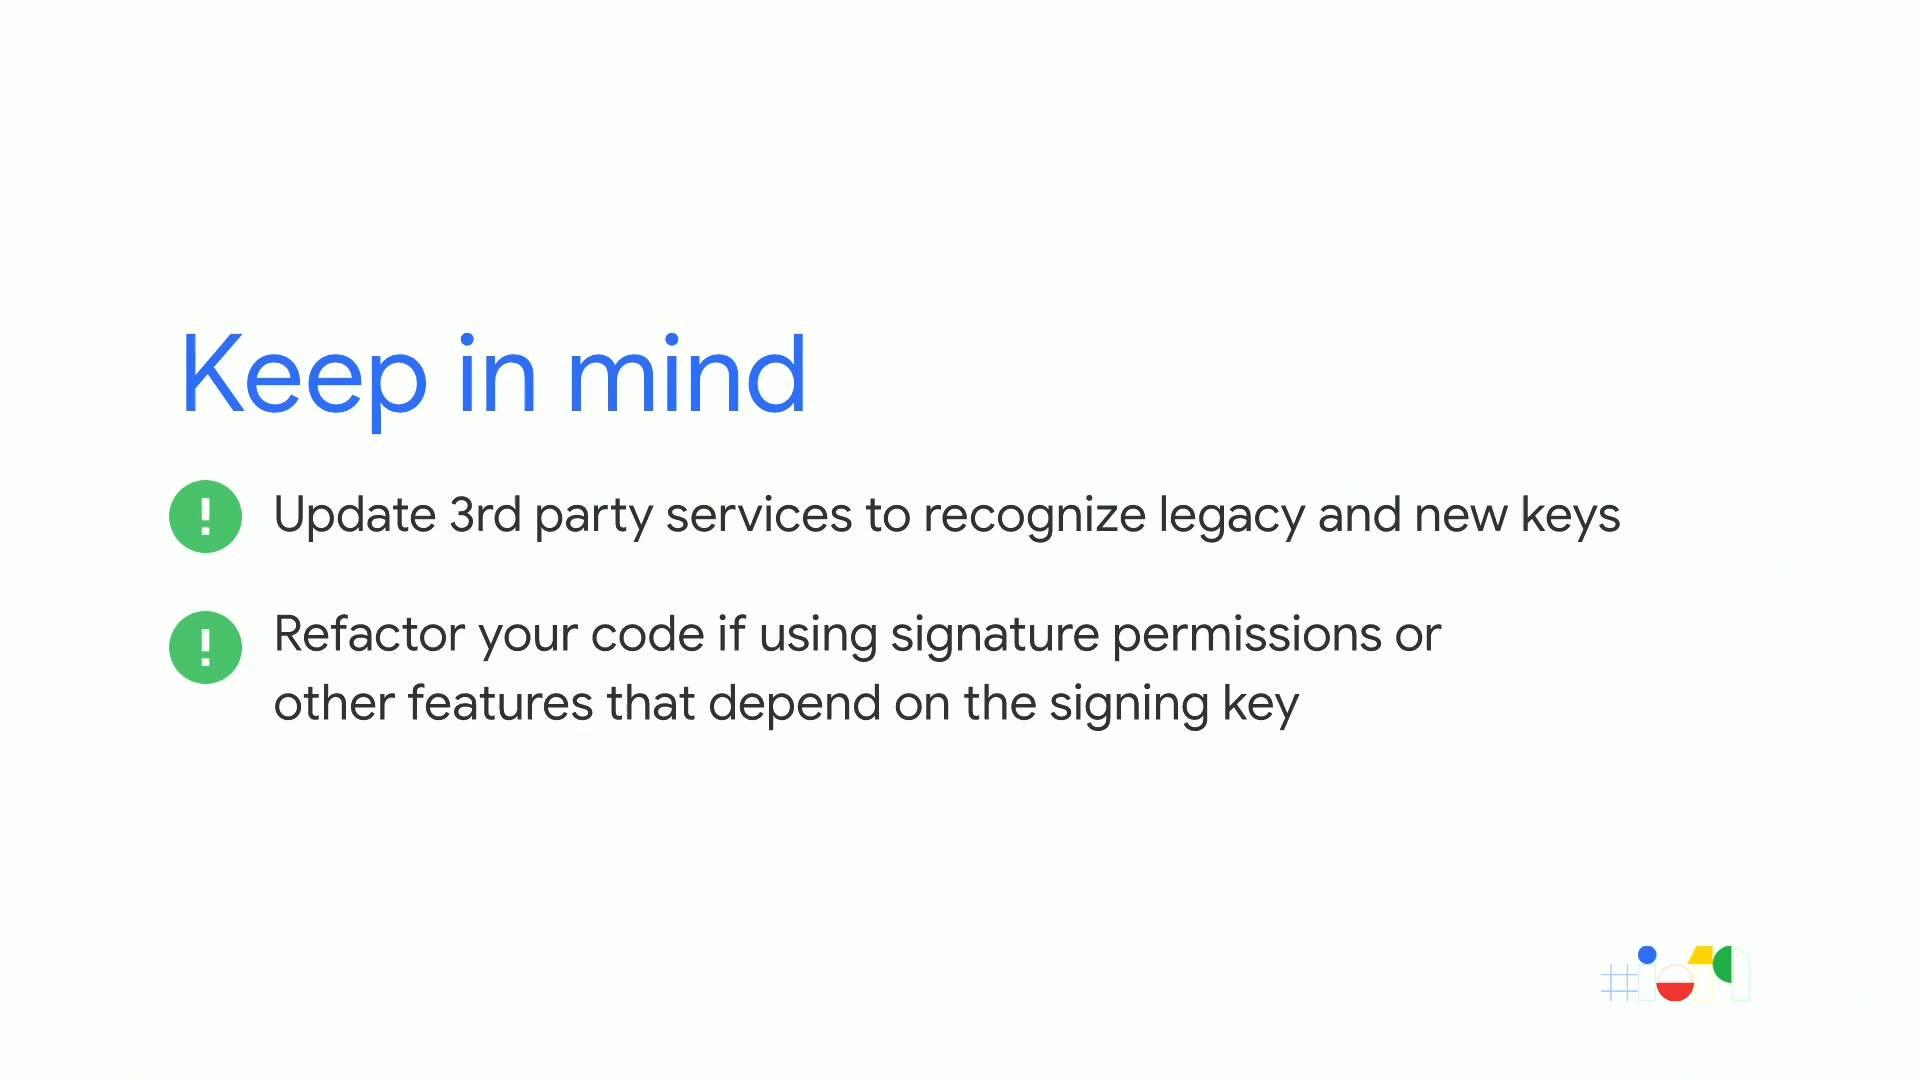 Keep in mind
! Update 3rd party services to recognize legacy and new keys
! Refactor your code if using signature permissions or
other features that depend on the signing key
#io19